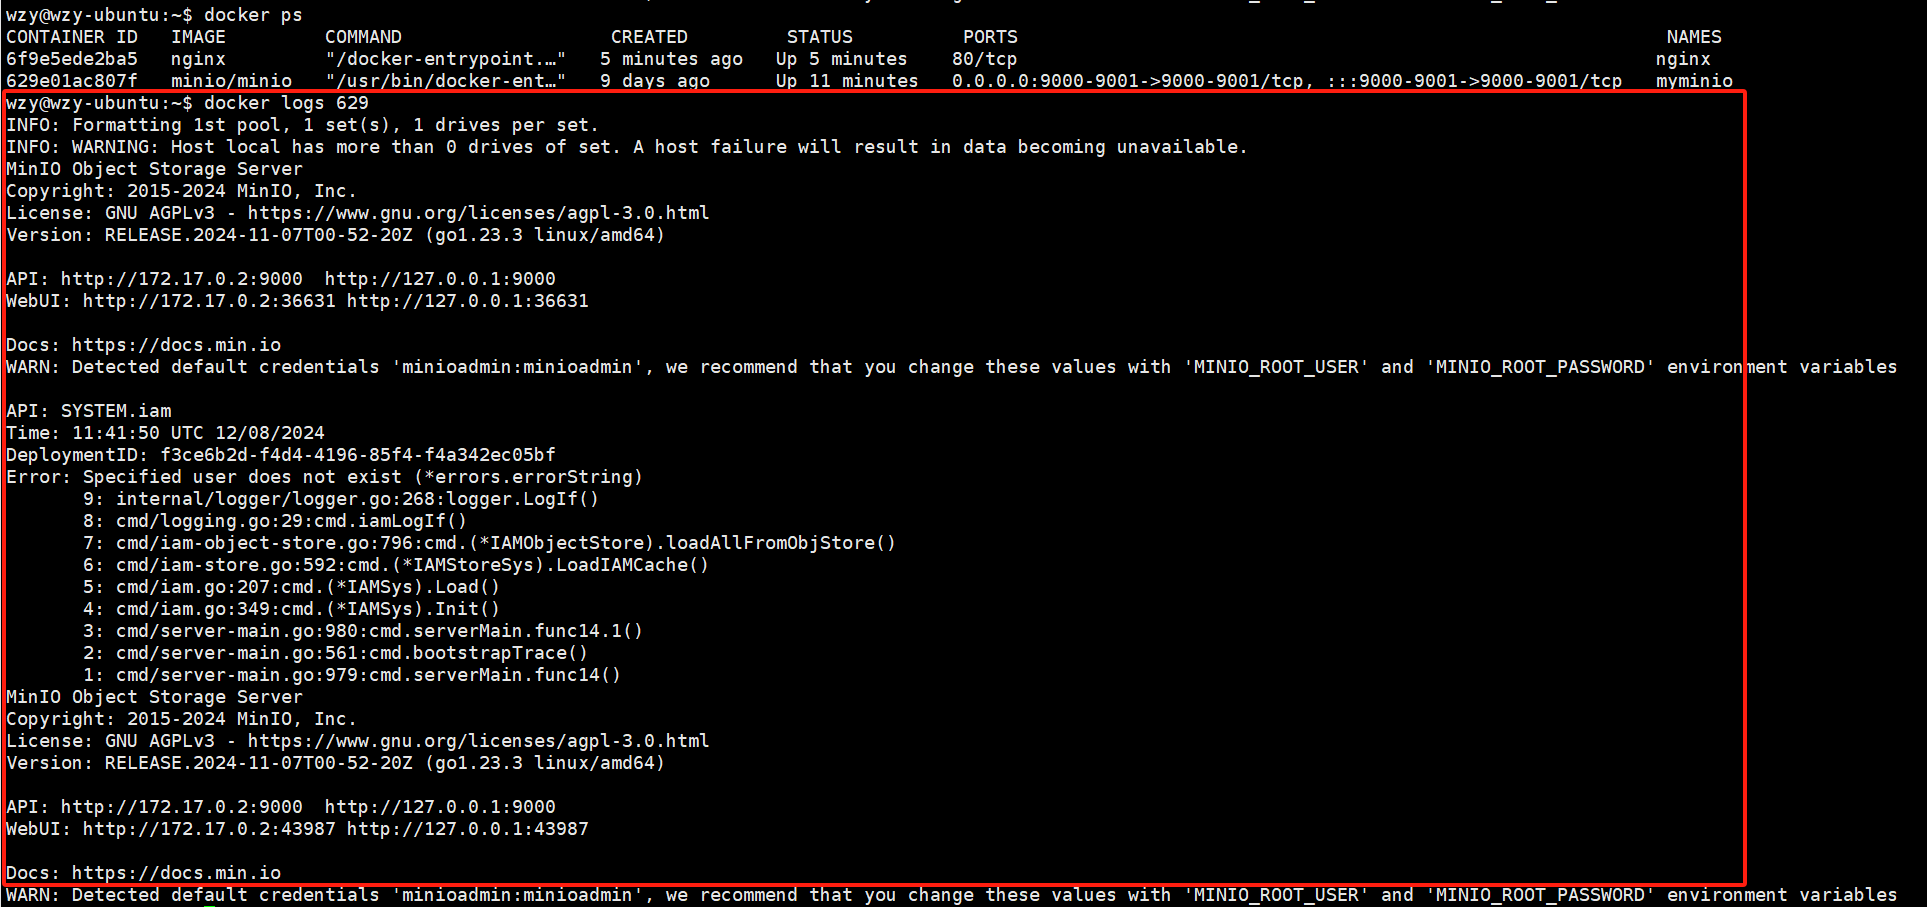 wzy@wzy-ubuntu:~$ docker ps
CONTAINER ID   IMAGE         COMMAND                   CREATED         STATUS          PORTS                                                           NAMES
6f9e5ede2ba5   nginx         "/docker-entrypoint.…"   5 minutes ago   Up 5 minutes    80/tcp                                                          nginx
629e01ac807f   minio/minio   "/usr/bin/docker-ent…"   9 days ago      Up 11 minutes   0.0.0.0:9000-9001->9000-9001/tcp, :::9000-9001->9000-9001/tcp   myminio
wzy@wzy-ubuntu:~$ docker logs 629
INFO: Formatting 1st pool, 1 set(s), 1 drives per set.
INFO: WARNING: Host local has more than 0 drives of set. A host failure will result in data becoming unavailable.
MinIO Object Storage Server
Copyright: 2015-2024 MinIO, Inc.
License: GNU AGPLv3 - https://www.gnu.org/licenses/agpl-3.0.html
Version: RELEASE.2024-11-07T00-52-20Z (go1.23.3 linux/amd64)
API: http://172.17.0.2:9000  http://127.0.0.1:9000
WebUI: http://172.17.0.2:36631 http://127.0.0.1:36631
Docs: https://docs.min.io
WARN: Detected default credentials 'minioadmin:minioadmin', we recommend that you change these values with 'MINIO_ROOT_USER' and 'MINIO_ROOT_PASSWORD' environment variables
API: SYSTEM.iam
Time: 11:41:50 UTC 12/08/2024
DeploymentID: f3ce6b2d-f4d4-4196-85f4-f4a342ec05bf
Error: Specified user does not exist (*errors.errorString)
9: internal/logger/logger.go:268:logger.LogIf()
8: cmd/logging.go:29:cmd.iamLogIf()
7: cmd/iam-object-store.go:796:cmd.(*IAMObjectStore).loadAllFromObjStore()
6: cmd/iam-store.go:592:cmd.(*IAMStoreSys).LoadIAMCache()
5: cmd/iam.go:207:cmd.(*IAMSys).Load()
4: cmd/iam.go:349:cmd.(*IAMSys).Init()
3: cmd/server-main.go:980:cmd.serverMain.func14.1()
2: cmd/server-main.go:561:cmd.bootstrapTrace()
1: cmd/server-main.go:979:cmd.serverMain.func14()
MinIO Object Storage Server
Copyright: 2015-2024 MinIO, Inc.
License: GNU AGPLv3 - https://www.gnu.org/licenses/agpl-3.0.html
Version: RELEASE.2024-11-07T00-52-20Z (go1.23.3 linux/amd64)
API: http://172.17.0.2:9000  http://127.0.0.1:9000
WebUI: http://172.17.0.2:43987 http://127.0.0.1:43987
Docs: https://docs.min.io
WARN: Detected default credentials 'minioadmin:minioadmin', we recommend that you change these values with 'MINIO_ROOT_USER' and 'MINIO_ROOT_PASSWORD' environment variables